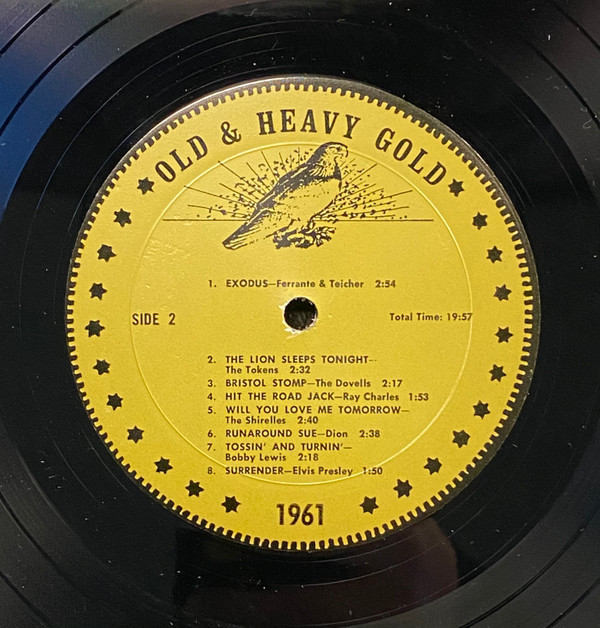 OLD & HEAVY GOLD
1. EXODUS—Ferrante & Teicher 2:54
SIDE 2
Total Time: 19:57
2. THE LION SLEEPS TONIGHT—
The Tokens 2:32
3. BRISTOL STOMP—The Dovells 2:17
4. HIT THE ROAD JACK—Ray Charles 1:53
5. WILL YOU LOVE ME TOMORROW—
The Shirelles 2:40
6. RUNAROUND SUE—Dion 2:38
7. TOSSIN' AND TURNIN'—
Bobby Lewis 2:18
8. SURRENDER—Elvis Presley 1:50
1961